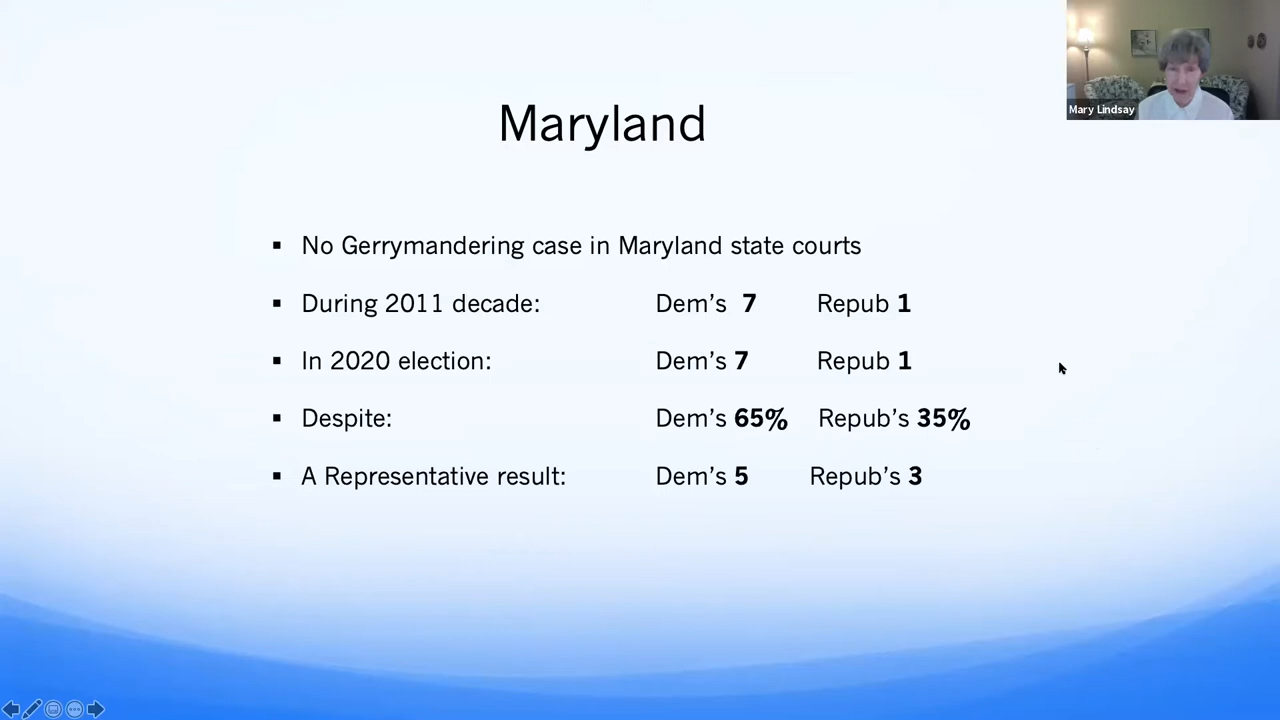 Maryland
Mary Lindsay
▪ No Gerrymandering case in Maryland state courts
▪ During 2011 decade: Dem’s 7 Repub 1
▪ In 2020 election: Dem’s 7 Repub 1
▪ Despite: Dem’s 65% Repub’s 35%
▪ A Representative result: Dem’s 5 Repub’s 3